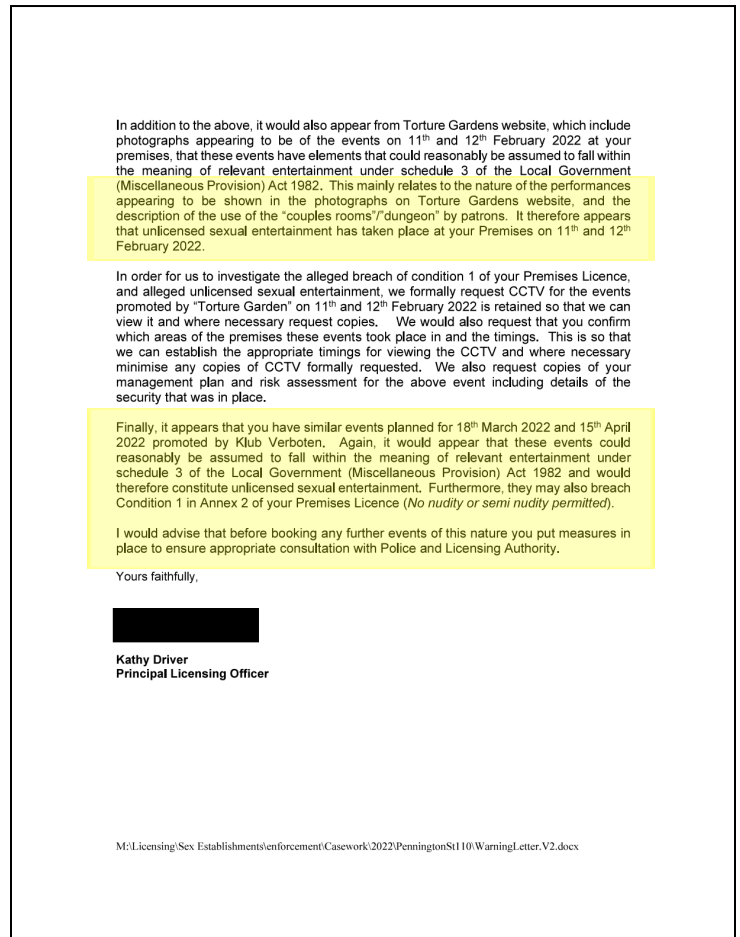 In addition to the above, it would also appear from Torture Gardens website, which include
photographs appearing to be of the events on 11th and 12th February 2022 at your
premises, that these events have elements that could reasonably be assumed to fall within
the meaning of relevant entertainment under schedule 3 of the Local Government
(Miscellaneous Provision) Act 1982. This mainly relates to the nature of the performances
appearing to be shown in the photographs on Torture Gardens website, and the
description of the use of the “couples rooms”/”dungeon” by patrons. It therefore appears
that unlicensed sexual entertainment has taken place at your Premises on 11th and 12th
February 2022.
In order for us to investigate the alleged breach of condition 1 of your Premises Licence,
and alleged unlicensed sexual entertainment, we formally request CCTV for the events
promoted by “Torture Garden” on 11th and 12th February 2022 is retained so that we can
view it and where necessary request copies. We would also request that you confirm
which areas of the premises these events took place in and the timings. This is so that
we can establish the appropriate timings for viewing the CCTV and where necessary
minimise any copies of CCTV formally requested. We also request copies of your
management plan and risk assessment for the above event including details of the
security that was in place.
Finally, it appears that you have similar events planned for 18th March 2022 and 15th April
2022 promoted by Klub Verboten. Again, it would appear that these events could
reasonably be assumed to fall within the meaning of relevant entertainment under
schedule 3 of the Local Government (Miscellaneous Provision) Act 1982 and would
therefore constitute unlicensed sexual entertainment. Furthermore, they may also breach
Condition 1 in Annex 2 of your Premises Licence (No nudity or semi nudity permitted).
I would advise that before booking any further events of this nature you put measures in
place to ensure appropriate consultation with Police and Licensing Authority.
Yours faithfully,
Kathy Driver
Principal Licensing Officer
M:\Licensing\Sex Establishments\enforcement\Casework\2022\PenningtonSt110\WarningLetter.V2.docx